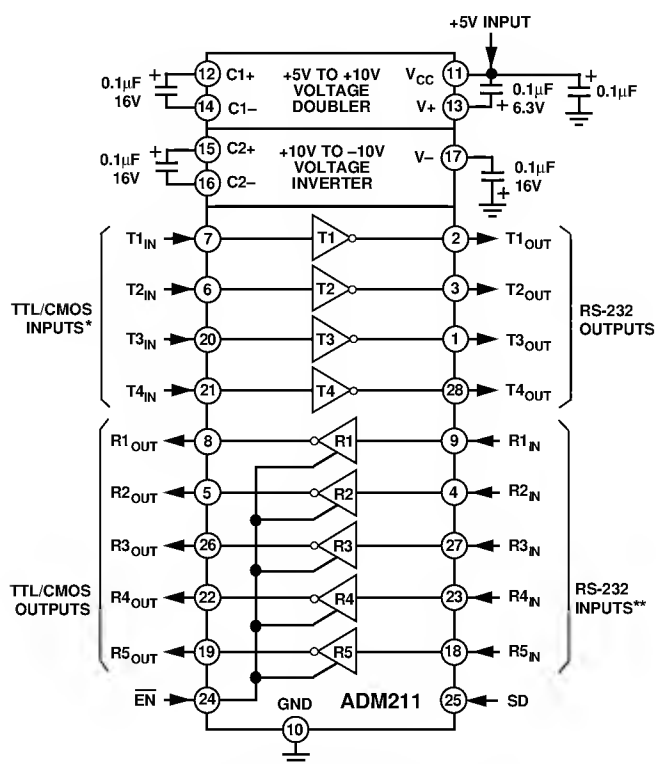 +5V INPUT
0.1µF
16V
+
12
C1+
+5V TO +10V
VOLTAGE
DOUBLER
VCC
11
14
C1–
V+
13
+
0.1µF
6.3V
+
0.1µF
0.1µF
16V
+
15
C2+
+10V TO –10V
VOLTAGE
INVERTER
16
C2–
V–
17
0.1µF
16V
+
TTL/CMOS
INPUTS*
T1IN
7
T1
2
T1OUT
T2IN
6
T2
3
T2OUT
T3IN
20
T3
1
T3OUT
T4IN
21
T4
28
T4OUT
RS-232
OUTPUTS
TTL/CMOS
OUTPUTS
R1OUT
8
R1
9
R1IN
R2OUT
5
R2
4
R2IN
R3OUT
26
R3
27
R3IN
R4OUT
22
R4
23
R4IN
R5OUT
19
R5
18
R5IN
RS-232
INPUTS**
EN
24
GND
10
ADM211
25
SD